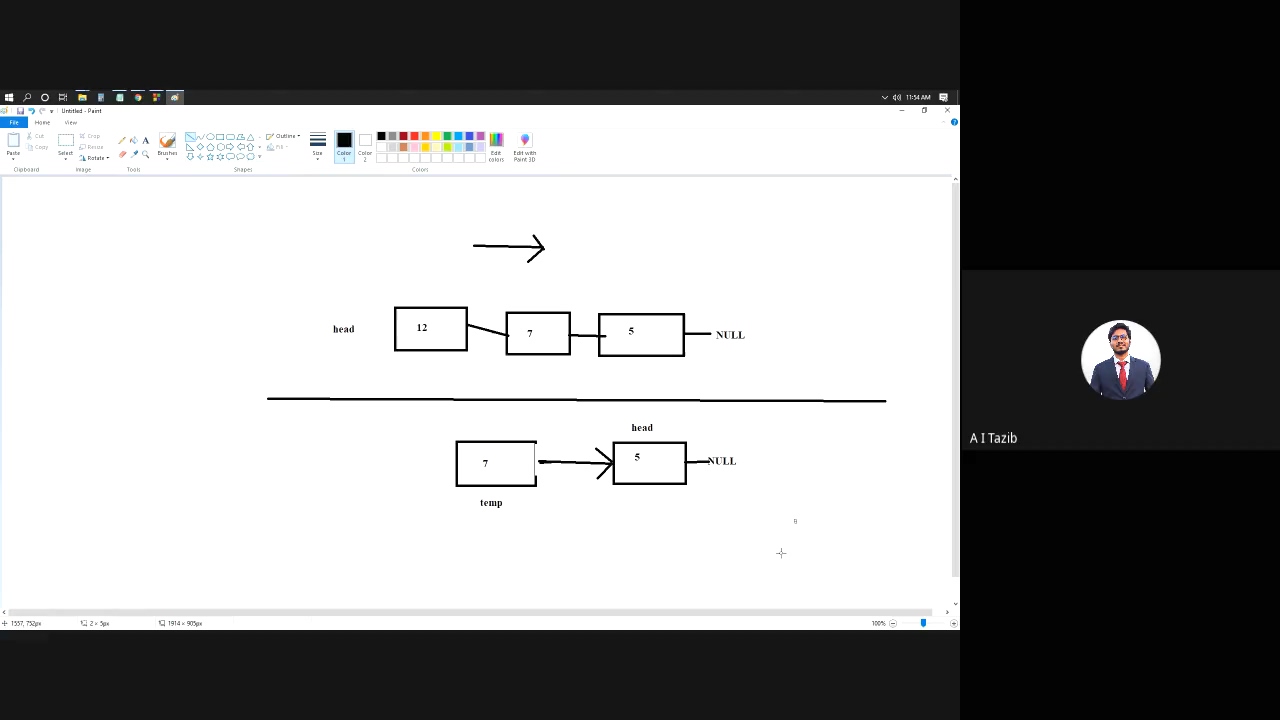 11:54 AM
Untitled - Paint
File Home View
Paste
Cut
Copy
Clipboard
Select
Crop
Resize
Rotate
Image
A
Tools
Brushes
Outline
Fill
Shapes
Size
Color 1
Color 2
Edit colors
Edit with Paint 3D
Colors
head 12 7 5 NULL
head
7 5 NULL
temp
A I Tazib
1557, 752px 2 × 5px 1914 × 905px 100%